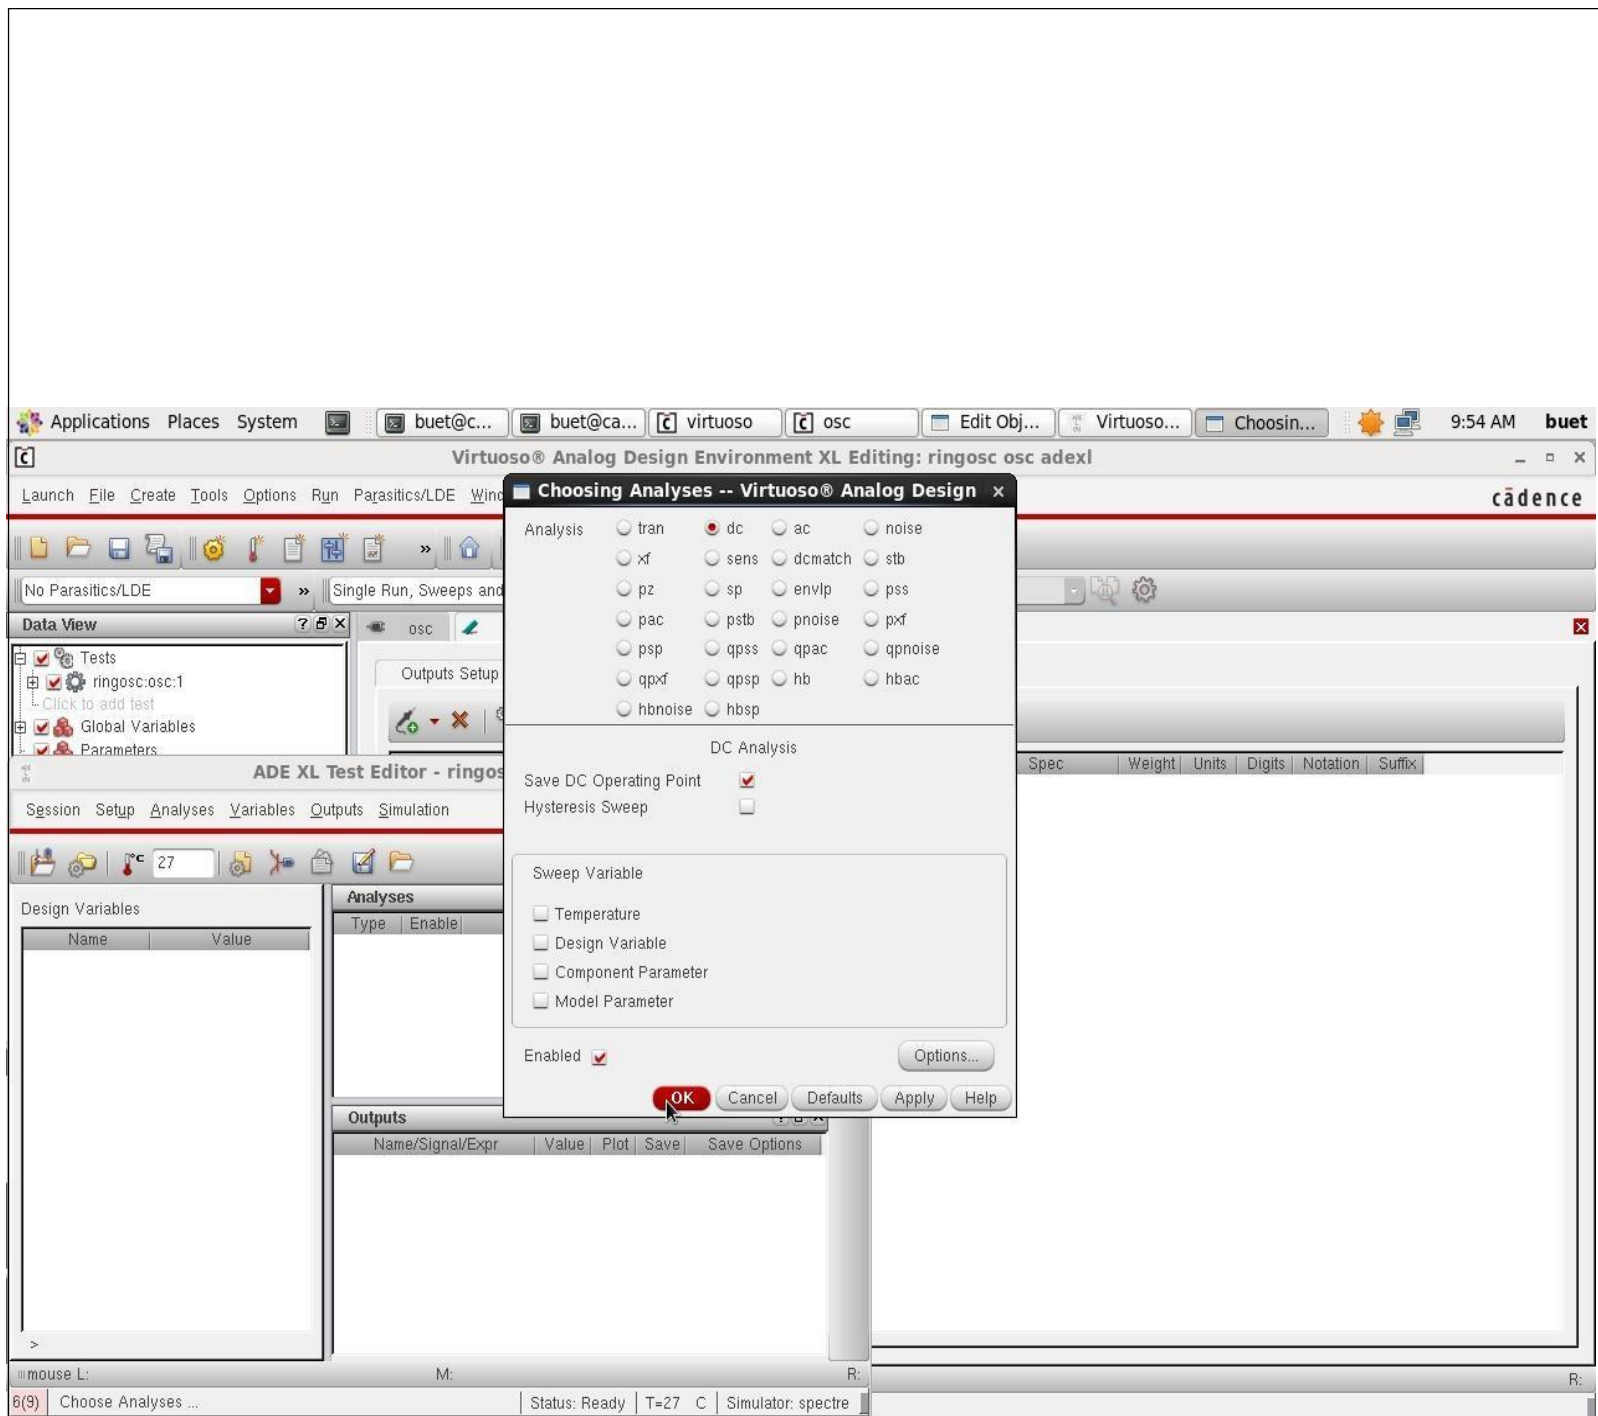 Applications Places System buet@c... buet@ca... virtuoso osc Edit Obj... Virtuoso... Choosin... 9:54 AM buet
Virtuoso® Analog Design Environment XL Editing: ringosc osc adexl
Launch File Create Tools Options Run Parasitics/LDE Wind
cādence
No Parasitics/LDE » Single Run, Sweeps and
Data View
osc
Tests
ringosc:osc:1
Click to add test
Global Variables
Parameters
Outputs Setup
Spec Weight Units Digits Notation Suffix
Choosing Analyses -- Virtuoso® Analog Design
Analysis tran dc ac noise
xf sens dcmatch stb
pz sp envlp pss
pac pstb pnoise pxf
psp qpss qpac qpnoise
qpxf qpsp hb hbac
hbnoise hbsp
DC Analysis
Save DC Operating Point
Hysteresis Sweep
Sweep Variable
Temperature
Design Variable
Component Parameter
Model Parameter
Enabled Options...
OK Cancel Defaults Apply Help
ADE XL Test Editor - ringos
Session Setup Analyses Variables Outputs Simulation
°C 27
Design Variables
Name Value
Analyses
Type Enable
Outputs
Name/Signal/Expr Value Plot Save Save Options
>
mouse L: M: R:
R:
6(9) Choose Analyses ... Status: Ready T=27 C Simulator: spectre